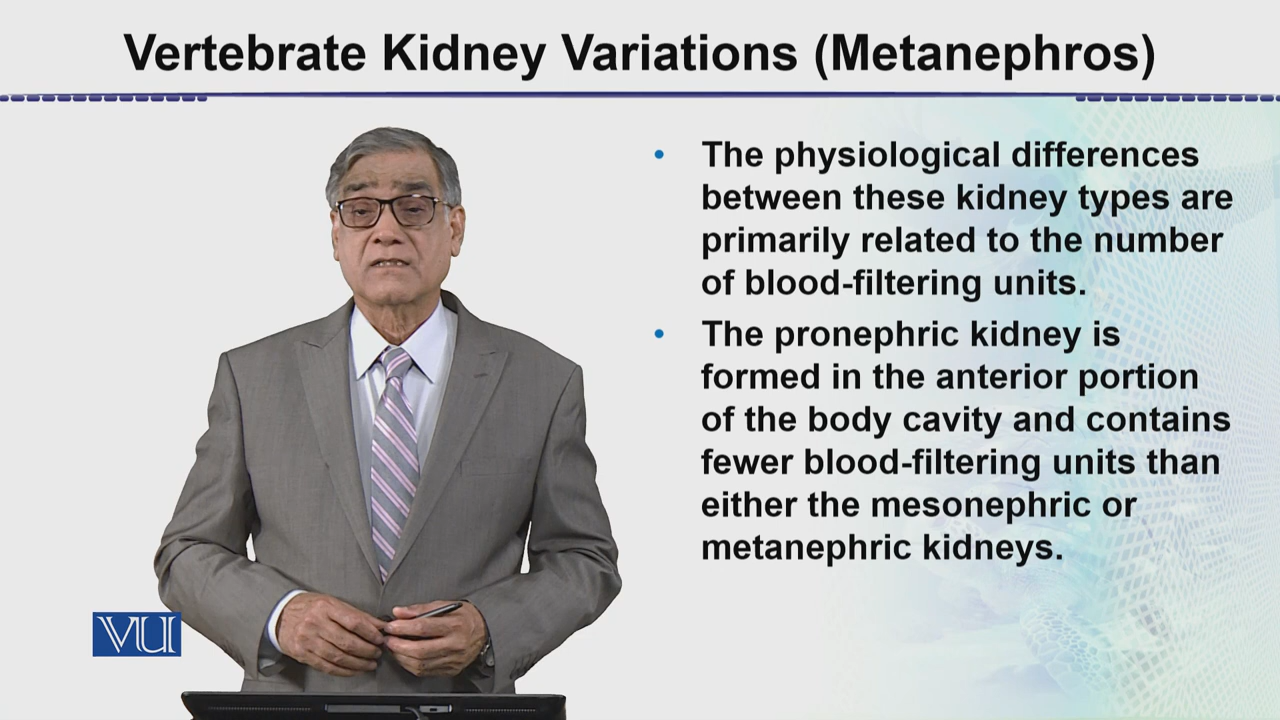 Vertebrate Kidney Variations (Metanephros)
• The physiological differences
between these kidney types are
primarily related to the number
of blood-filtering units.
• The pronephric kidney is
formed in the anterior portion
of the body cavity and contains
fewer blood-filtering units than
either the mesonephric or
metanephric kidneys.
VU